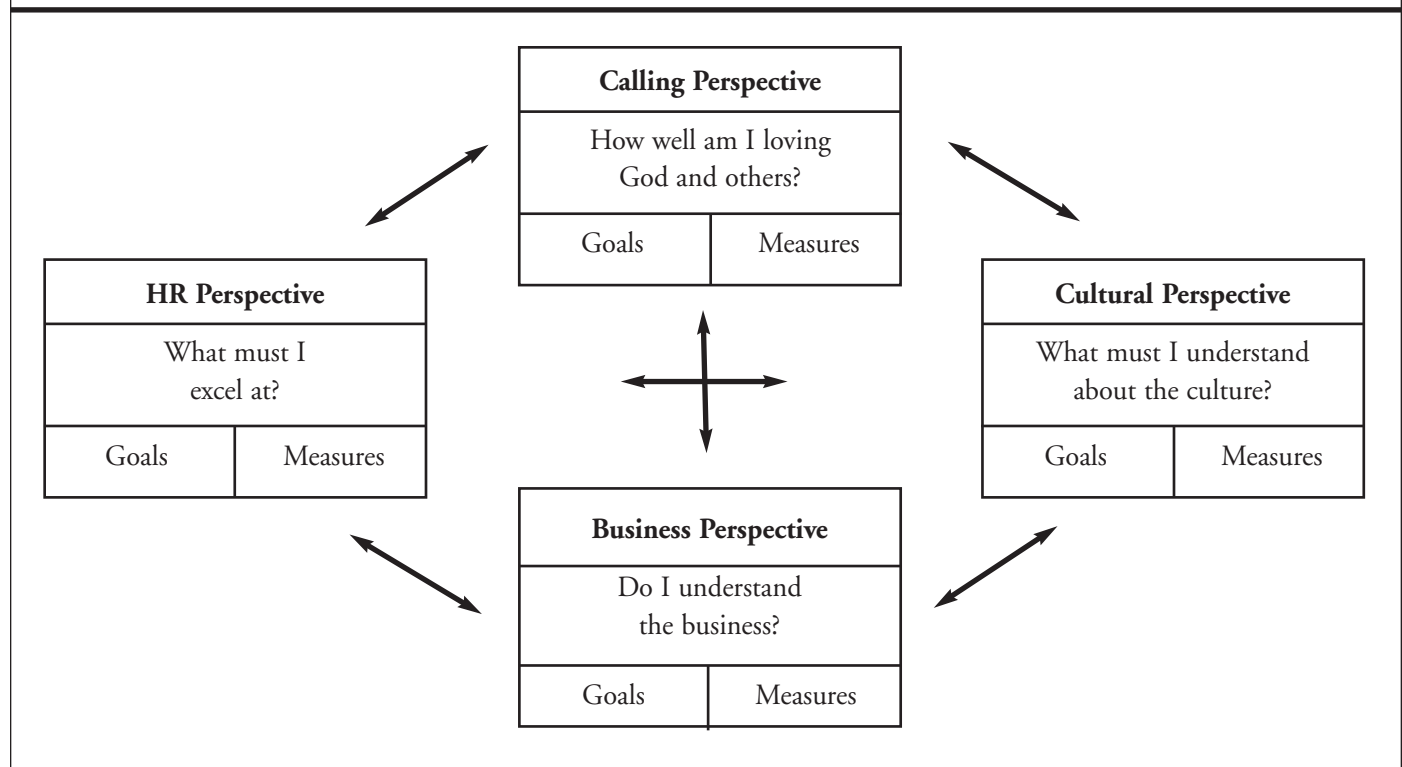 Calling Perspective
How well am I loving
God and others?
Goals
Measures
HR Perspective
What must I
excel at?
Goals
Measures
Cultural Perspective
What must I understand
about the culture?
Goals
Measures
Business Perspective
Do I understand
the business?
Goals
Measures